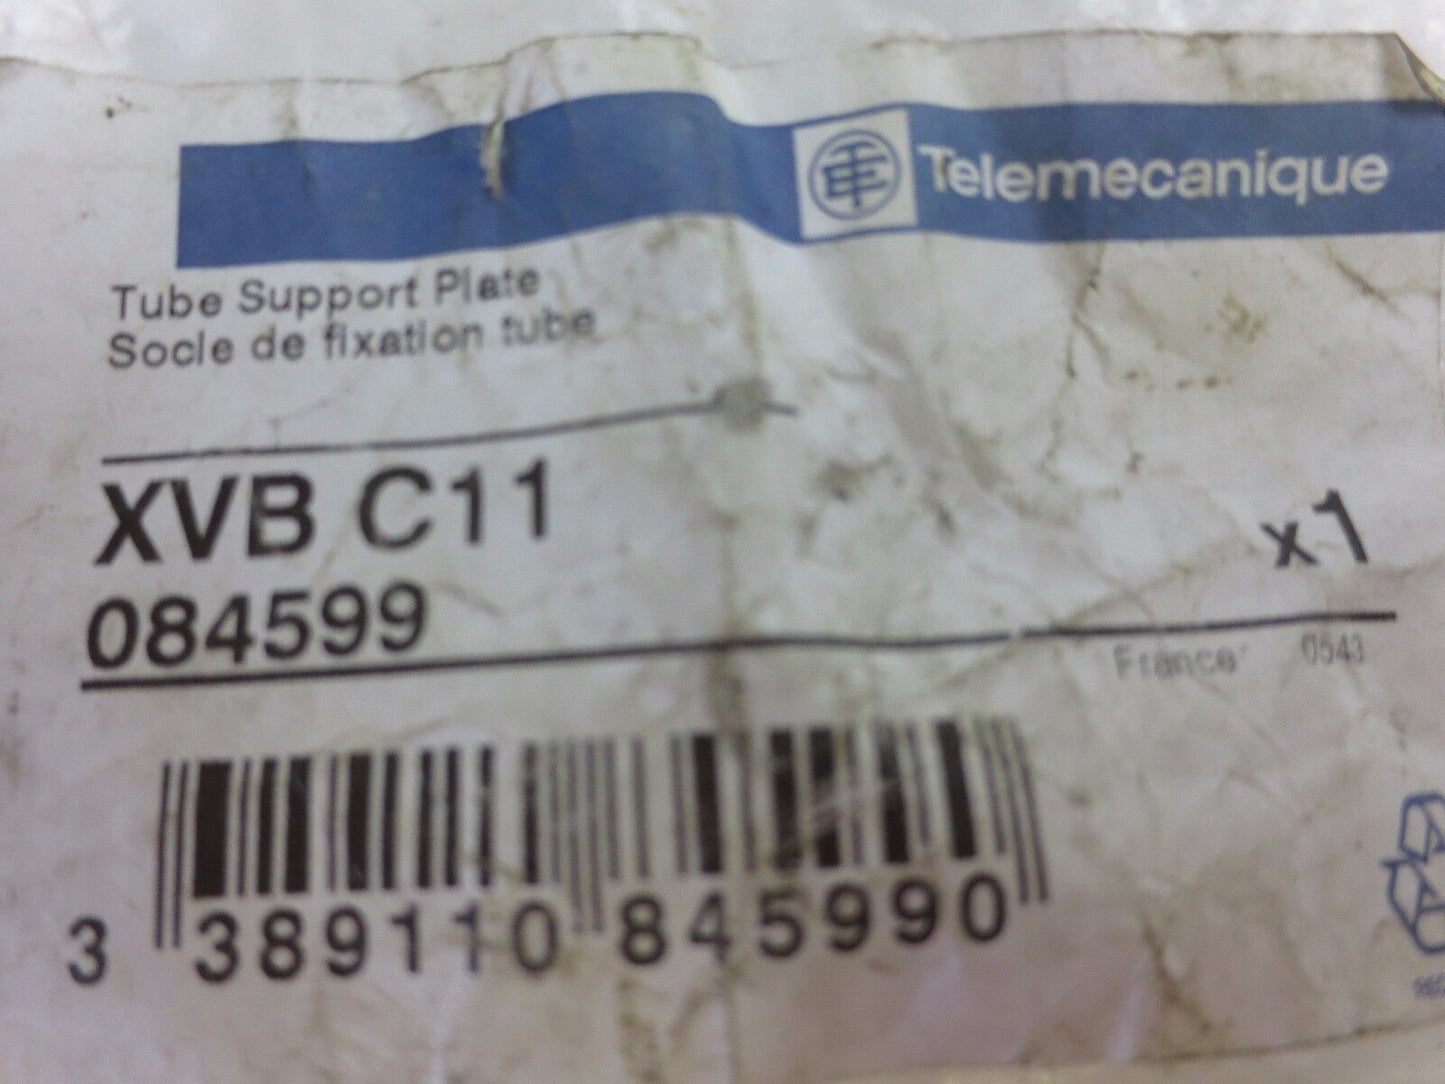 Telemecanique
Tube Support Plate
Socle de fixation tube
XVB C11
x1
084599
France 0543
3 389110 845990